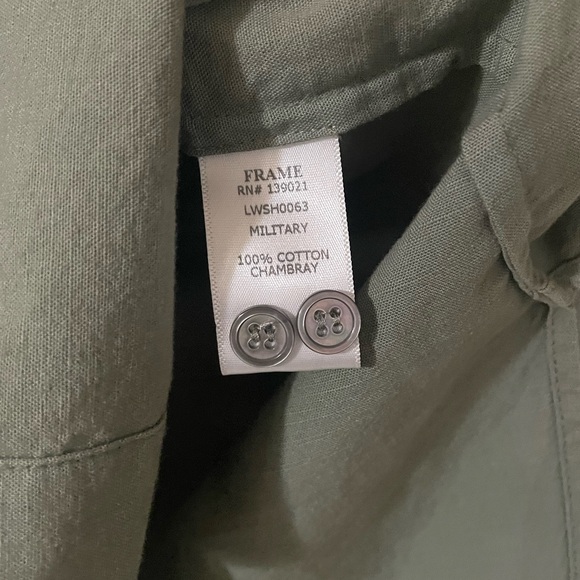 FRAME
RN# 139021
LWSH0063
MILITARY
100% COTTON
CHAMBRAY